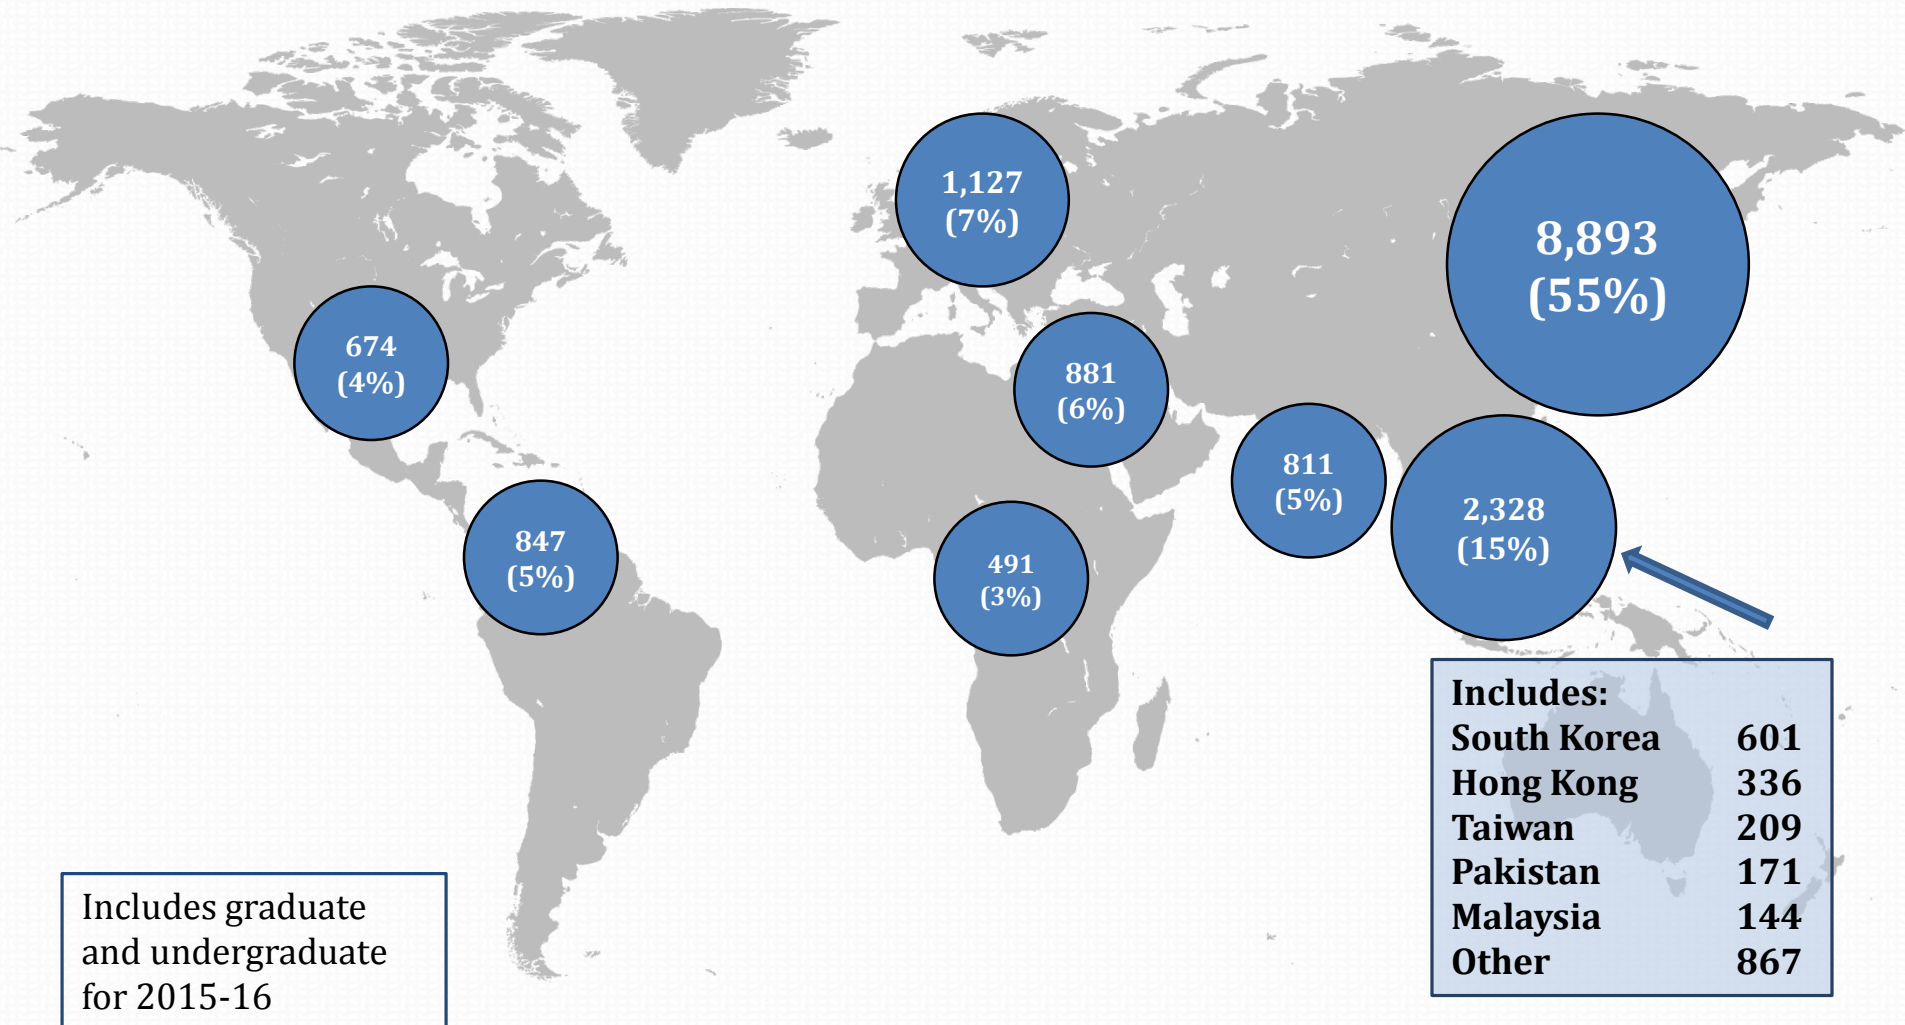 1,127
(7%)
8,893
(55%)
674
(4%)
881
(6%)
811
(5%)
2,328
(15%)
847
(5%)
491
(3%)
Includes:
South Korea 601
Hong Kong 336
Taiwan 209
Pakistan 171
Malaysia 144
Other 867
Includes graduate
and undergraduate
for 2015-16